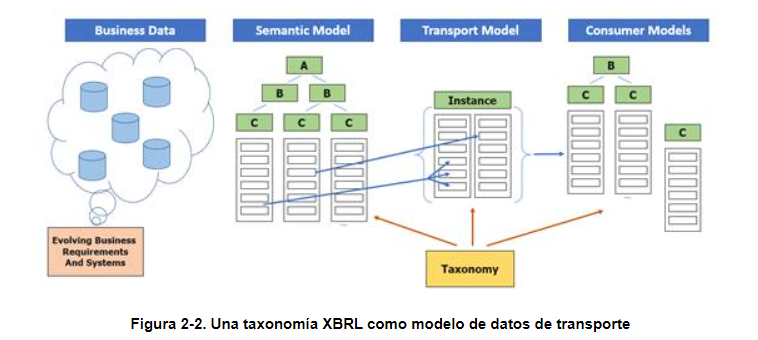 Business Data
Semantic Model
Transport Model
Consumer Models
A
B
B
B
C
C
C
Instance
C
C
C
Evolving Business
Requirements
And Systems
Taxonomy
Figura 2-2. Una taxonomía XBRL como modelo de datos de transporte